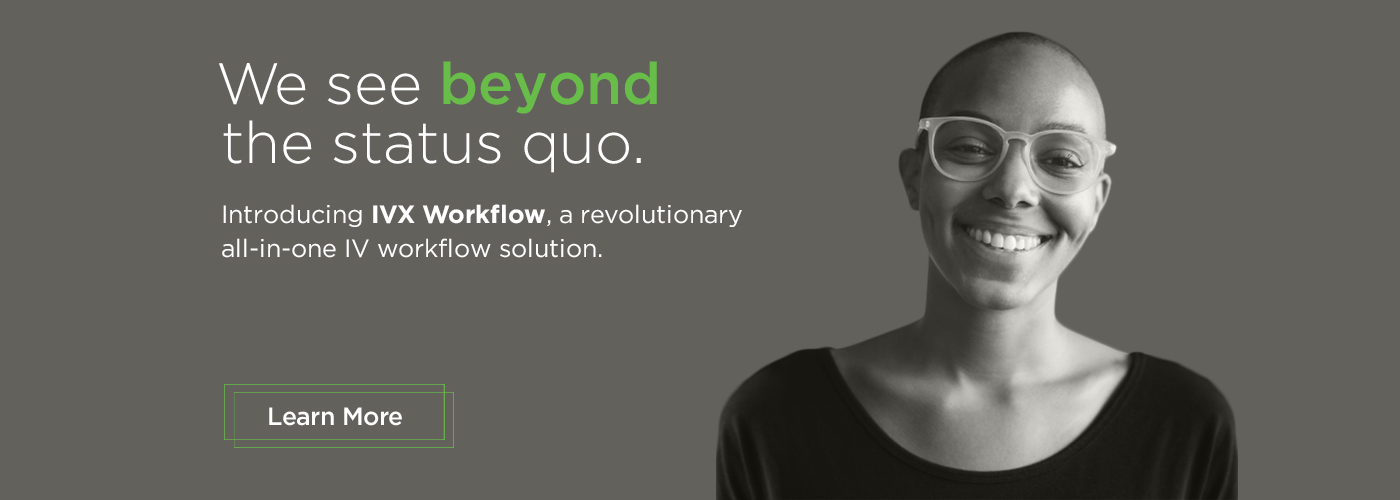 We see beyond
the status quo.
Introducing IVX Workflow, a revolutionary
all-in-one IV workflow solution.
Learn More